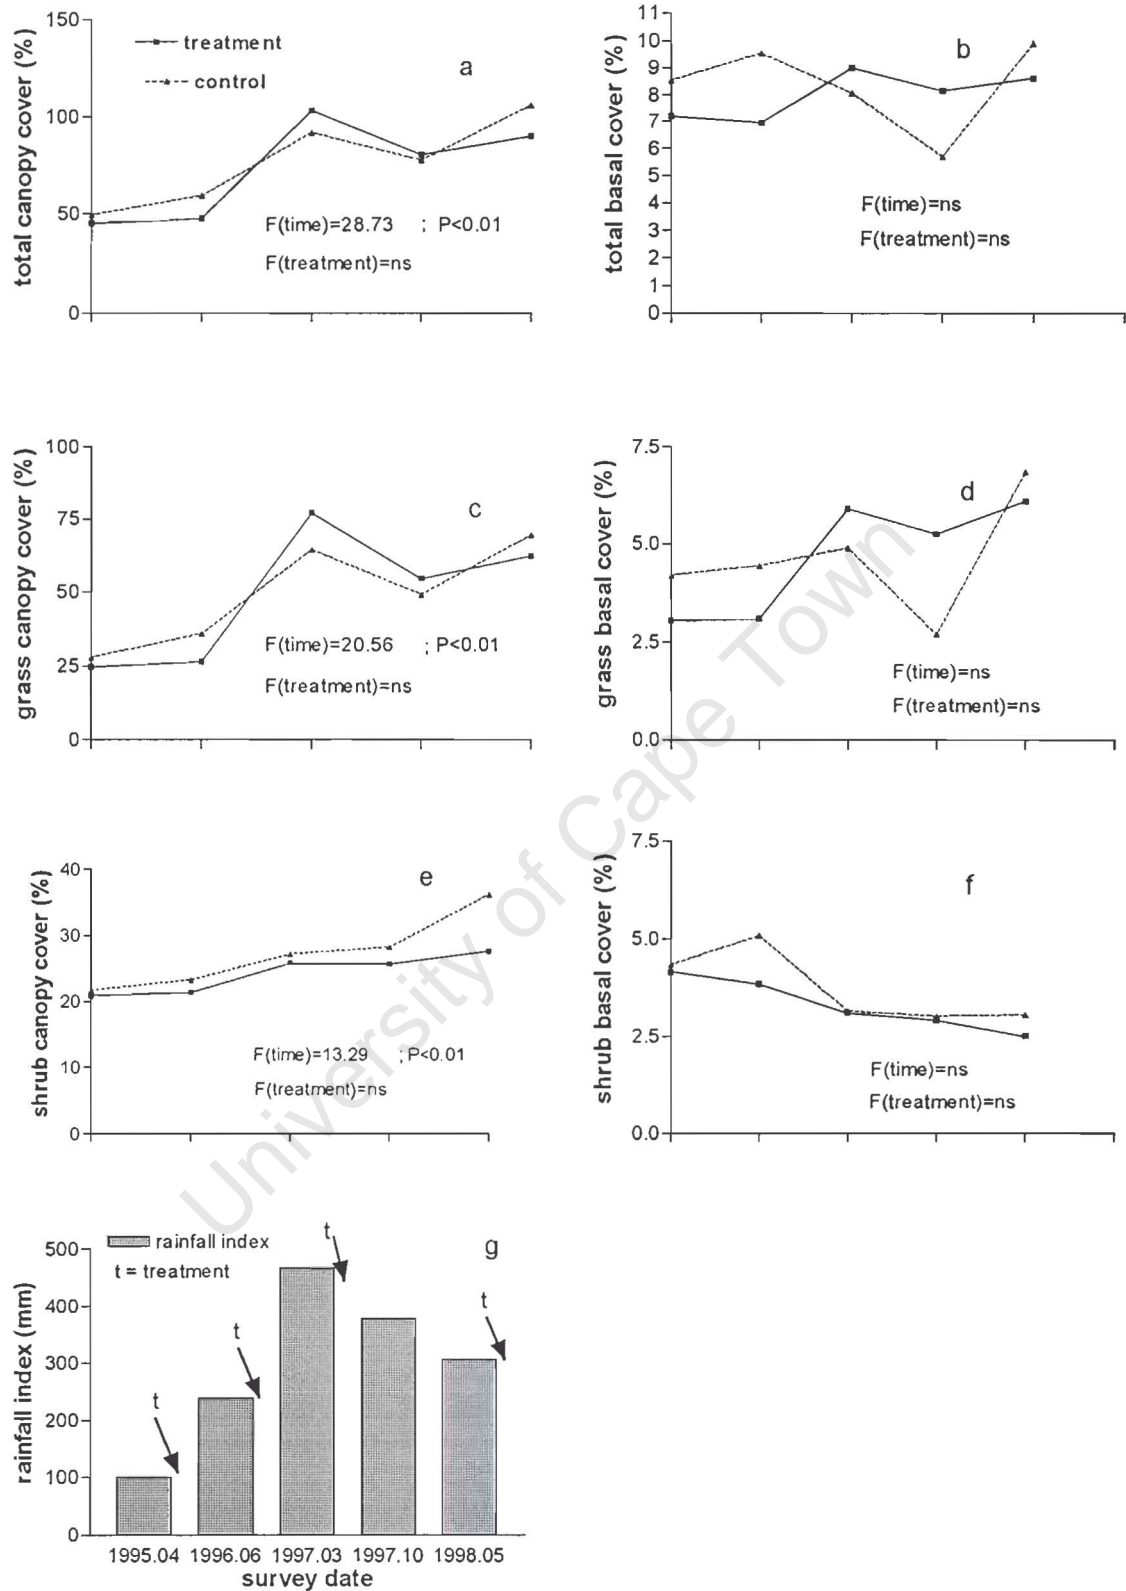 150
100
50
0
total canopy cover (%)
treatment
control
a
F(time)=28.73 ; P<0.01
F(treatment)=ns
11
10
9
8
7
6
5
4
3
2
1
0
total basal cover (%)
b
F(time)=ns
F(treatment)=ns
100
75
50
25
0
grass canopy cover (%)
c
F(time)=20.56 ; P<0.01
F(treatment)=ns
7.5
5.0
2.5
0.0
grass basal cover (%)
d
F(time)=ns
F(treatment)=ns
40
30
20
10
0
shrub canopy cover (%)
e
F(time)=13.29 ; P<0.01
F(treatment)=ns
7.5
5.0
2.5
0.0
shrub basal cover (%)
f
F(time)=ns
F(treatment)=ns
500
400
300
200
100
0
rainfall index (mm)
rainfall index
t = treatment
g
t
t
t
t
1995.04 1996.06 1997.03 1997.10 1998.05
survey date
University of Cape Town